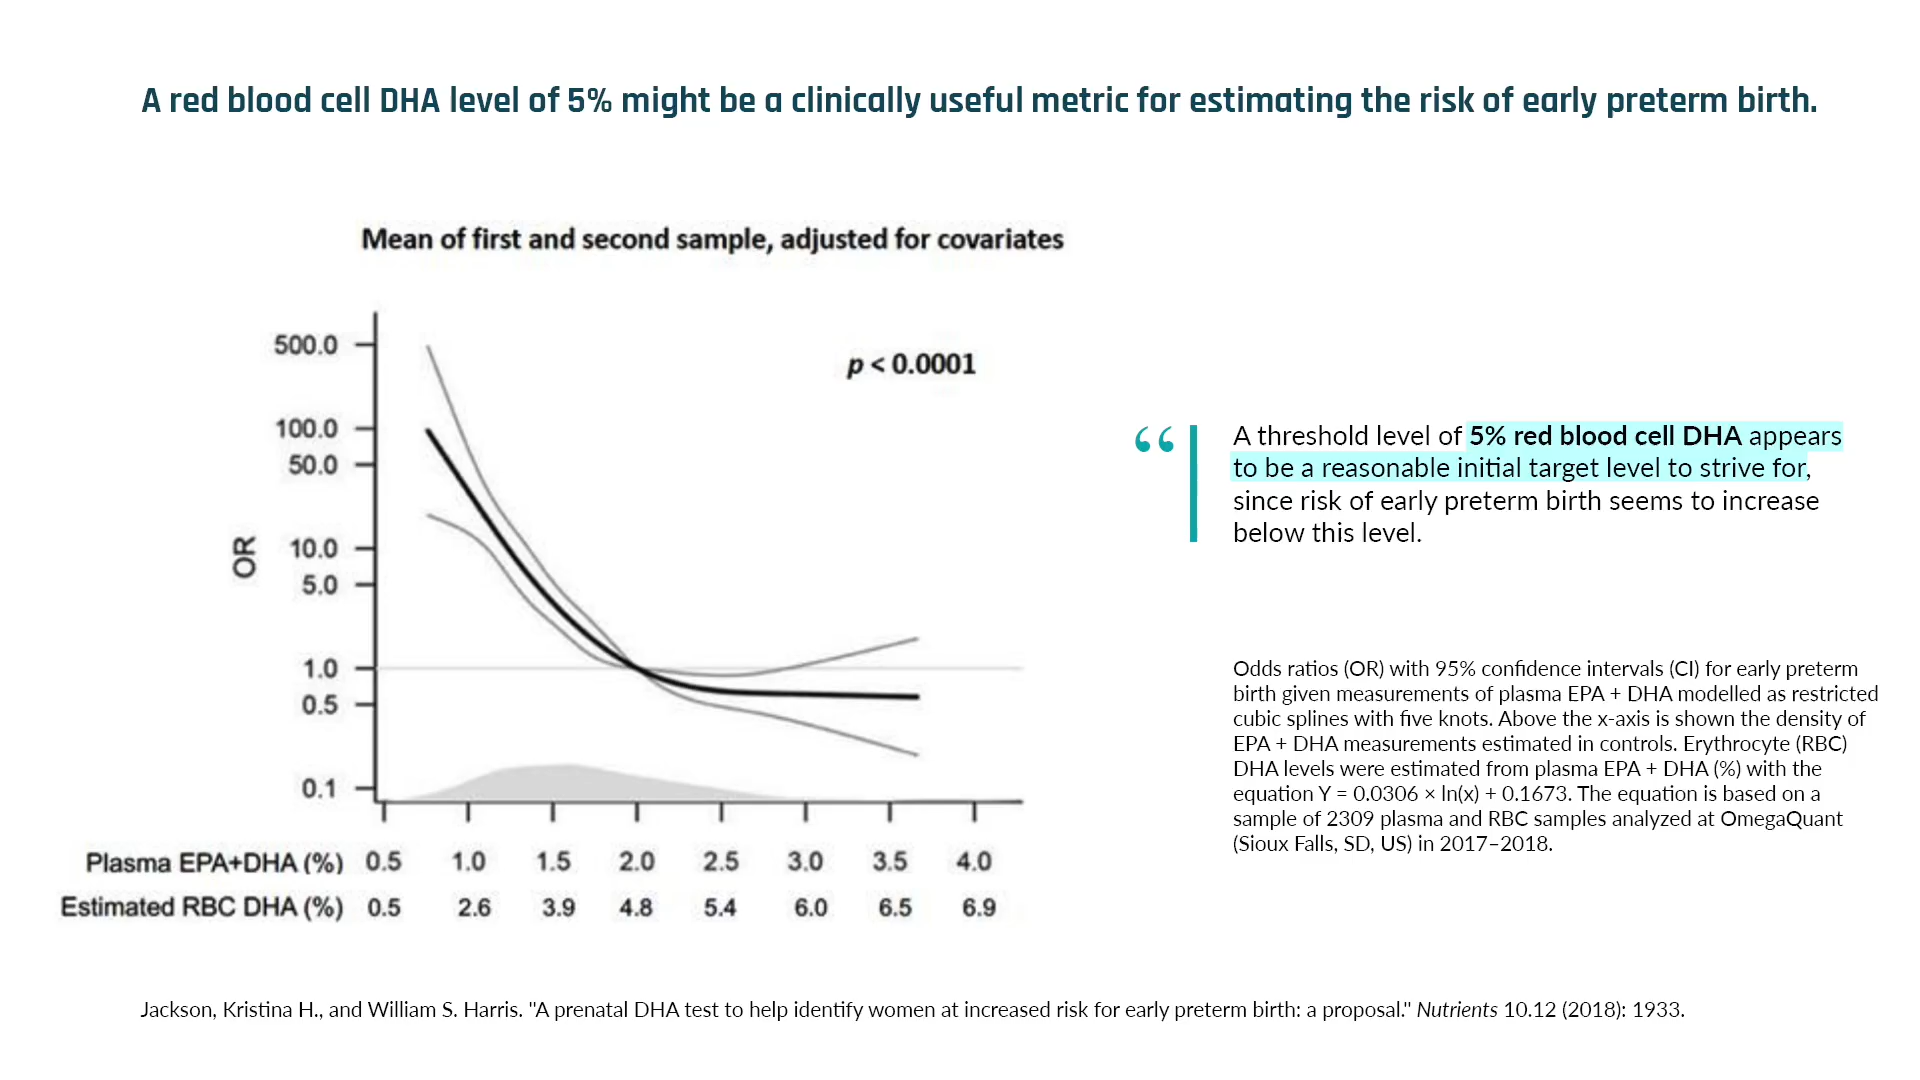 A red blood cell DHA level of 5% might be a clinically useful metric for estimating the risk of early preterm birth.
Mean of first and second sample, adjusted for covariates
p < 0.0001
OR
500.0
100.0
50.0
10.0
5.0
1.0
0.5
0.1
Plasma EPA+DHA (%) 0.5 1.0 1.5 2.0 2.5 3.0 3.5 4.0
Estimated RBC DHA (%) 0.5 2.6 3.9 4.8 5.4 6.0 6.5 6.9
“
A threshold level of 5% red blood cell DHA appears
to be a reasonable initial target level to strive for,
since risk of early preterm birth seems to increase
below this level.
Odds ratios (OR) with 95% confidence intervals (CI) for early preterm
birth given measurements of plasma EPA + DHA modelled as restricted
cubic splines with five knots. Above the x-axis is shown the density of
EPA + DHA measurements estimated in controls. Erythrocyte (RBC)
DHA levels were estimated from plasma EPA + DHA (%) with the
equation Y = 0.0306 × ln(x) + 0.1673. The equation is based on a
sample of 2309 plasma and RBC samples analyzed at OmegaQuant
(Sioux Falls, SD, US) in 2017–2018.
Jackson, Kristina H., and William S. Harris. "A prenatal DHA test to help identify women at increased risk for early preterm birth: a proposal." Nutrients 10.12 (2018): 1933.